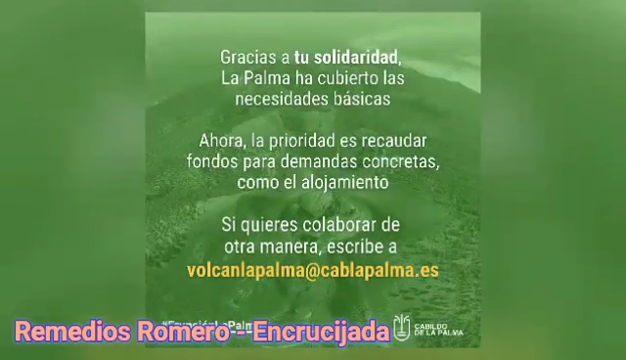 Gracias a tu solidaridad,
La Palma ha cubierto las
necesidades básicas
Ahora, la prioridad es recaudar
fondos para demandas concretas,
como el alojamiento
Si quieres colaborar de
otra manera, escribe a
volcanlapalma@cablapalma.es
CABILDO
DE LA PALMA
Remedios Romero - Encrucijada